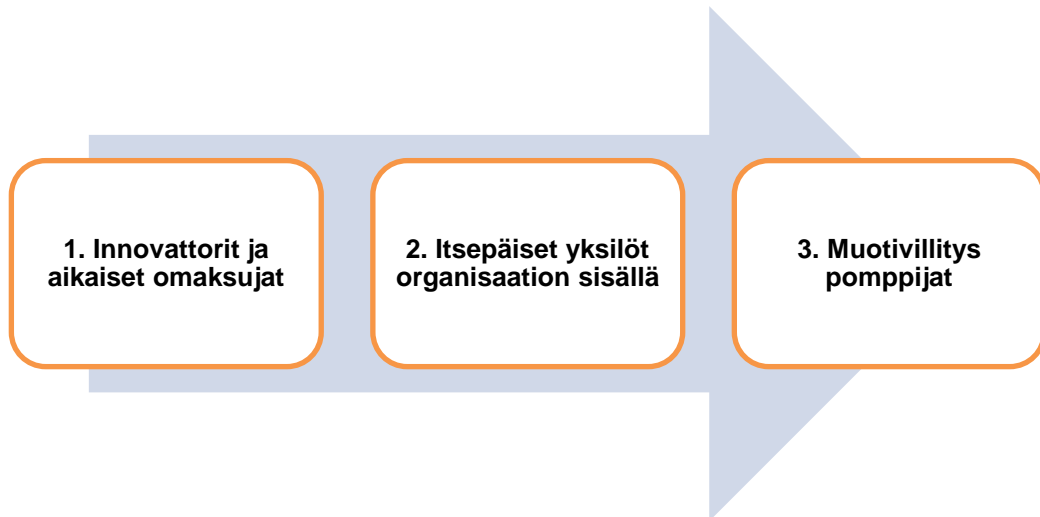 1. Innovattorit ja
aikaiset omaksujat
2. Itsepäiset yksilöt
organisaation sisällä
3. Muotivillitys
pomppijat